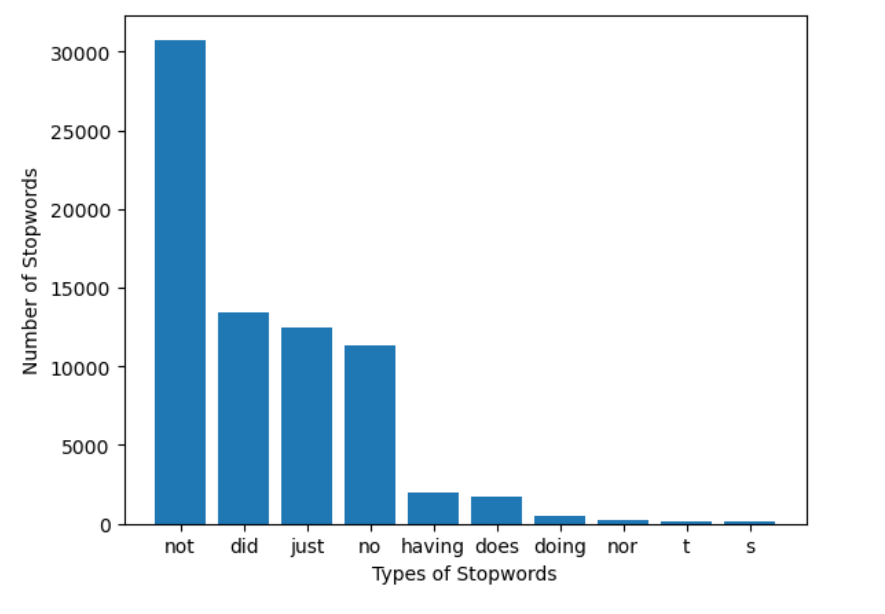 30000
25000
20000
15000
10000
5000
0
Number of Stopwords
not did just no having does doing nor t s
Types of Stopwords